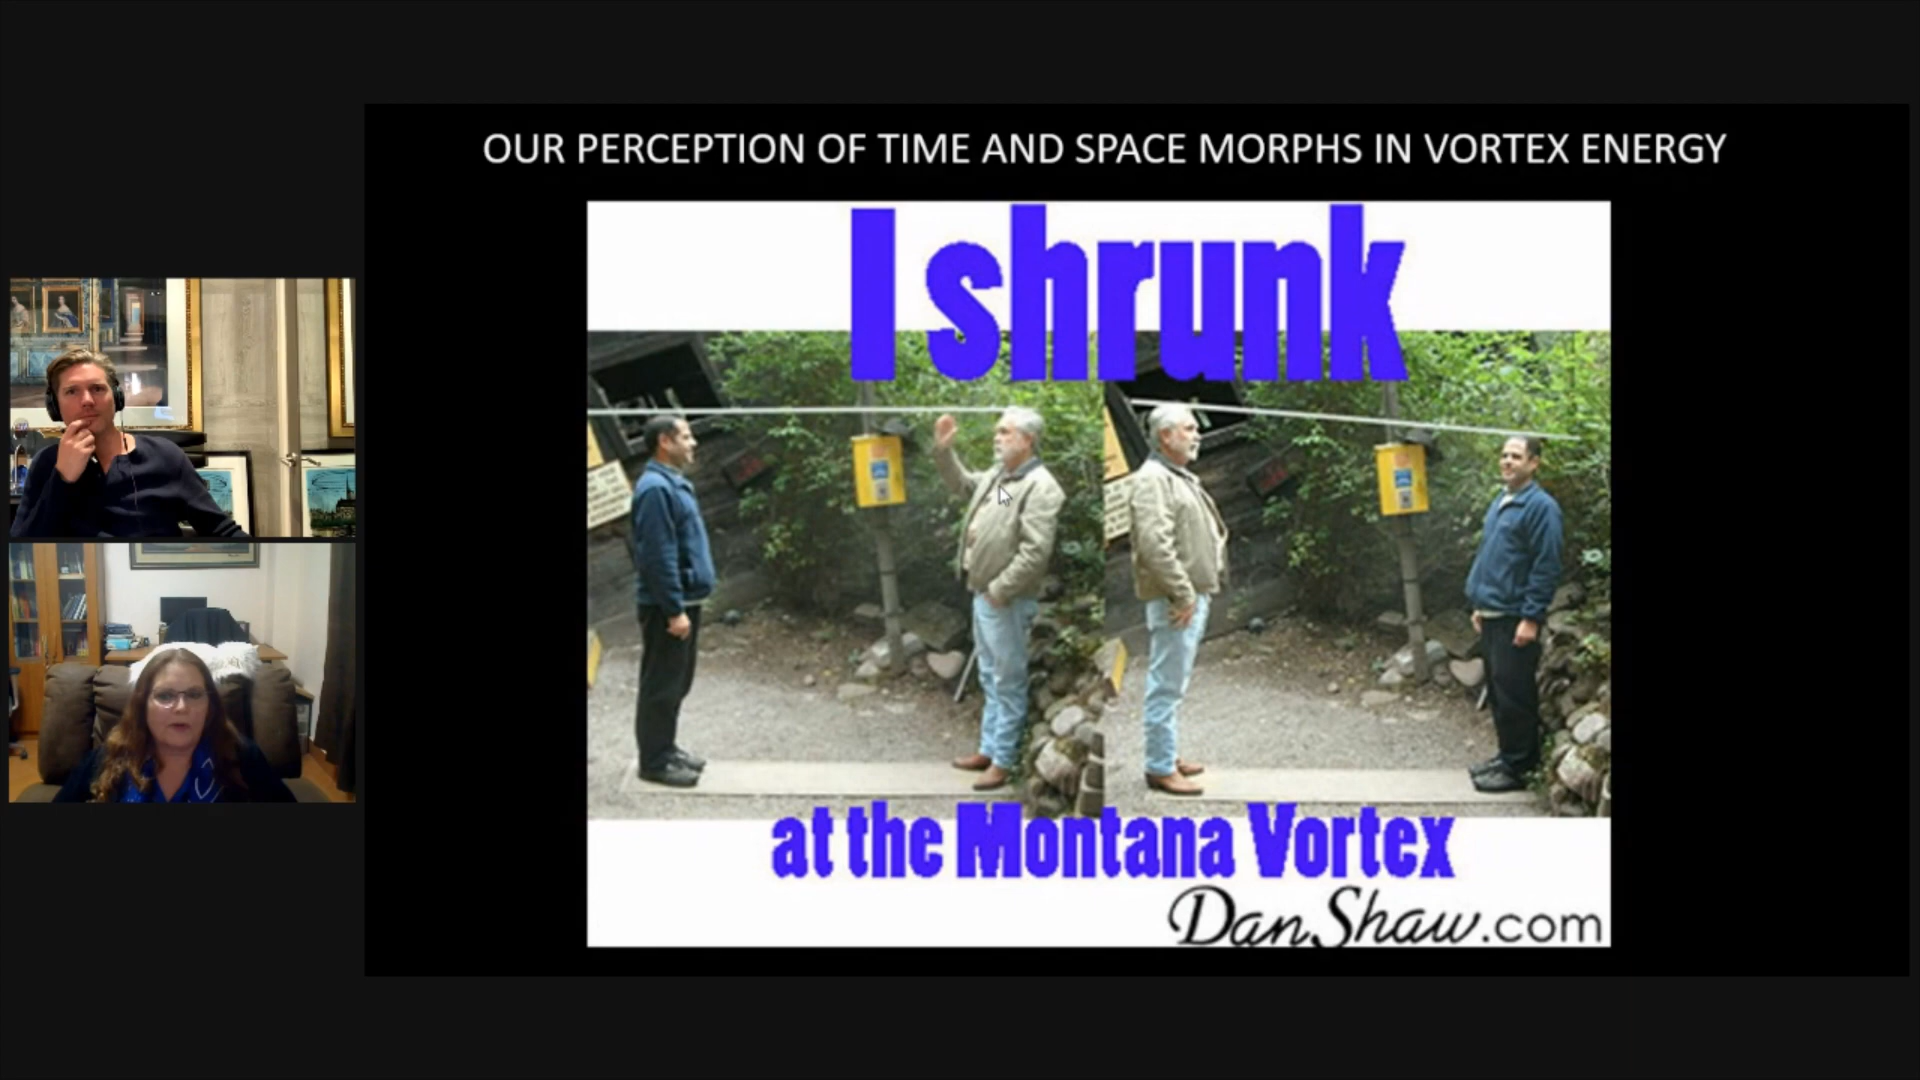 OUR PERCEPTION OF TIME AND SPACE MORPHS IN VORTEX ENERGY
I shrunk
at the Montana Vortex
DanShaw.com